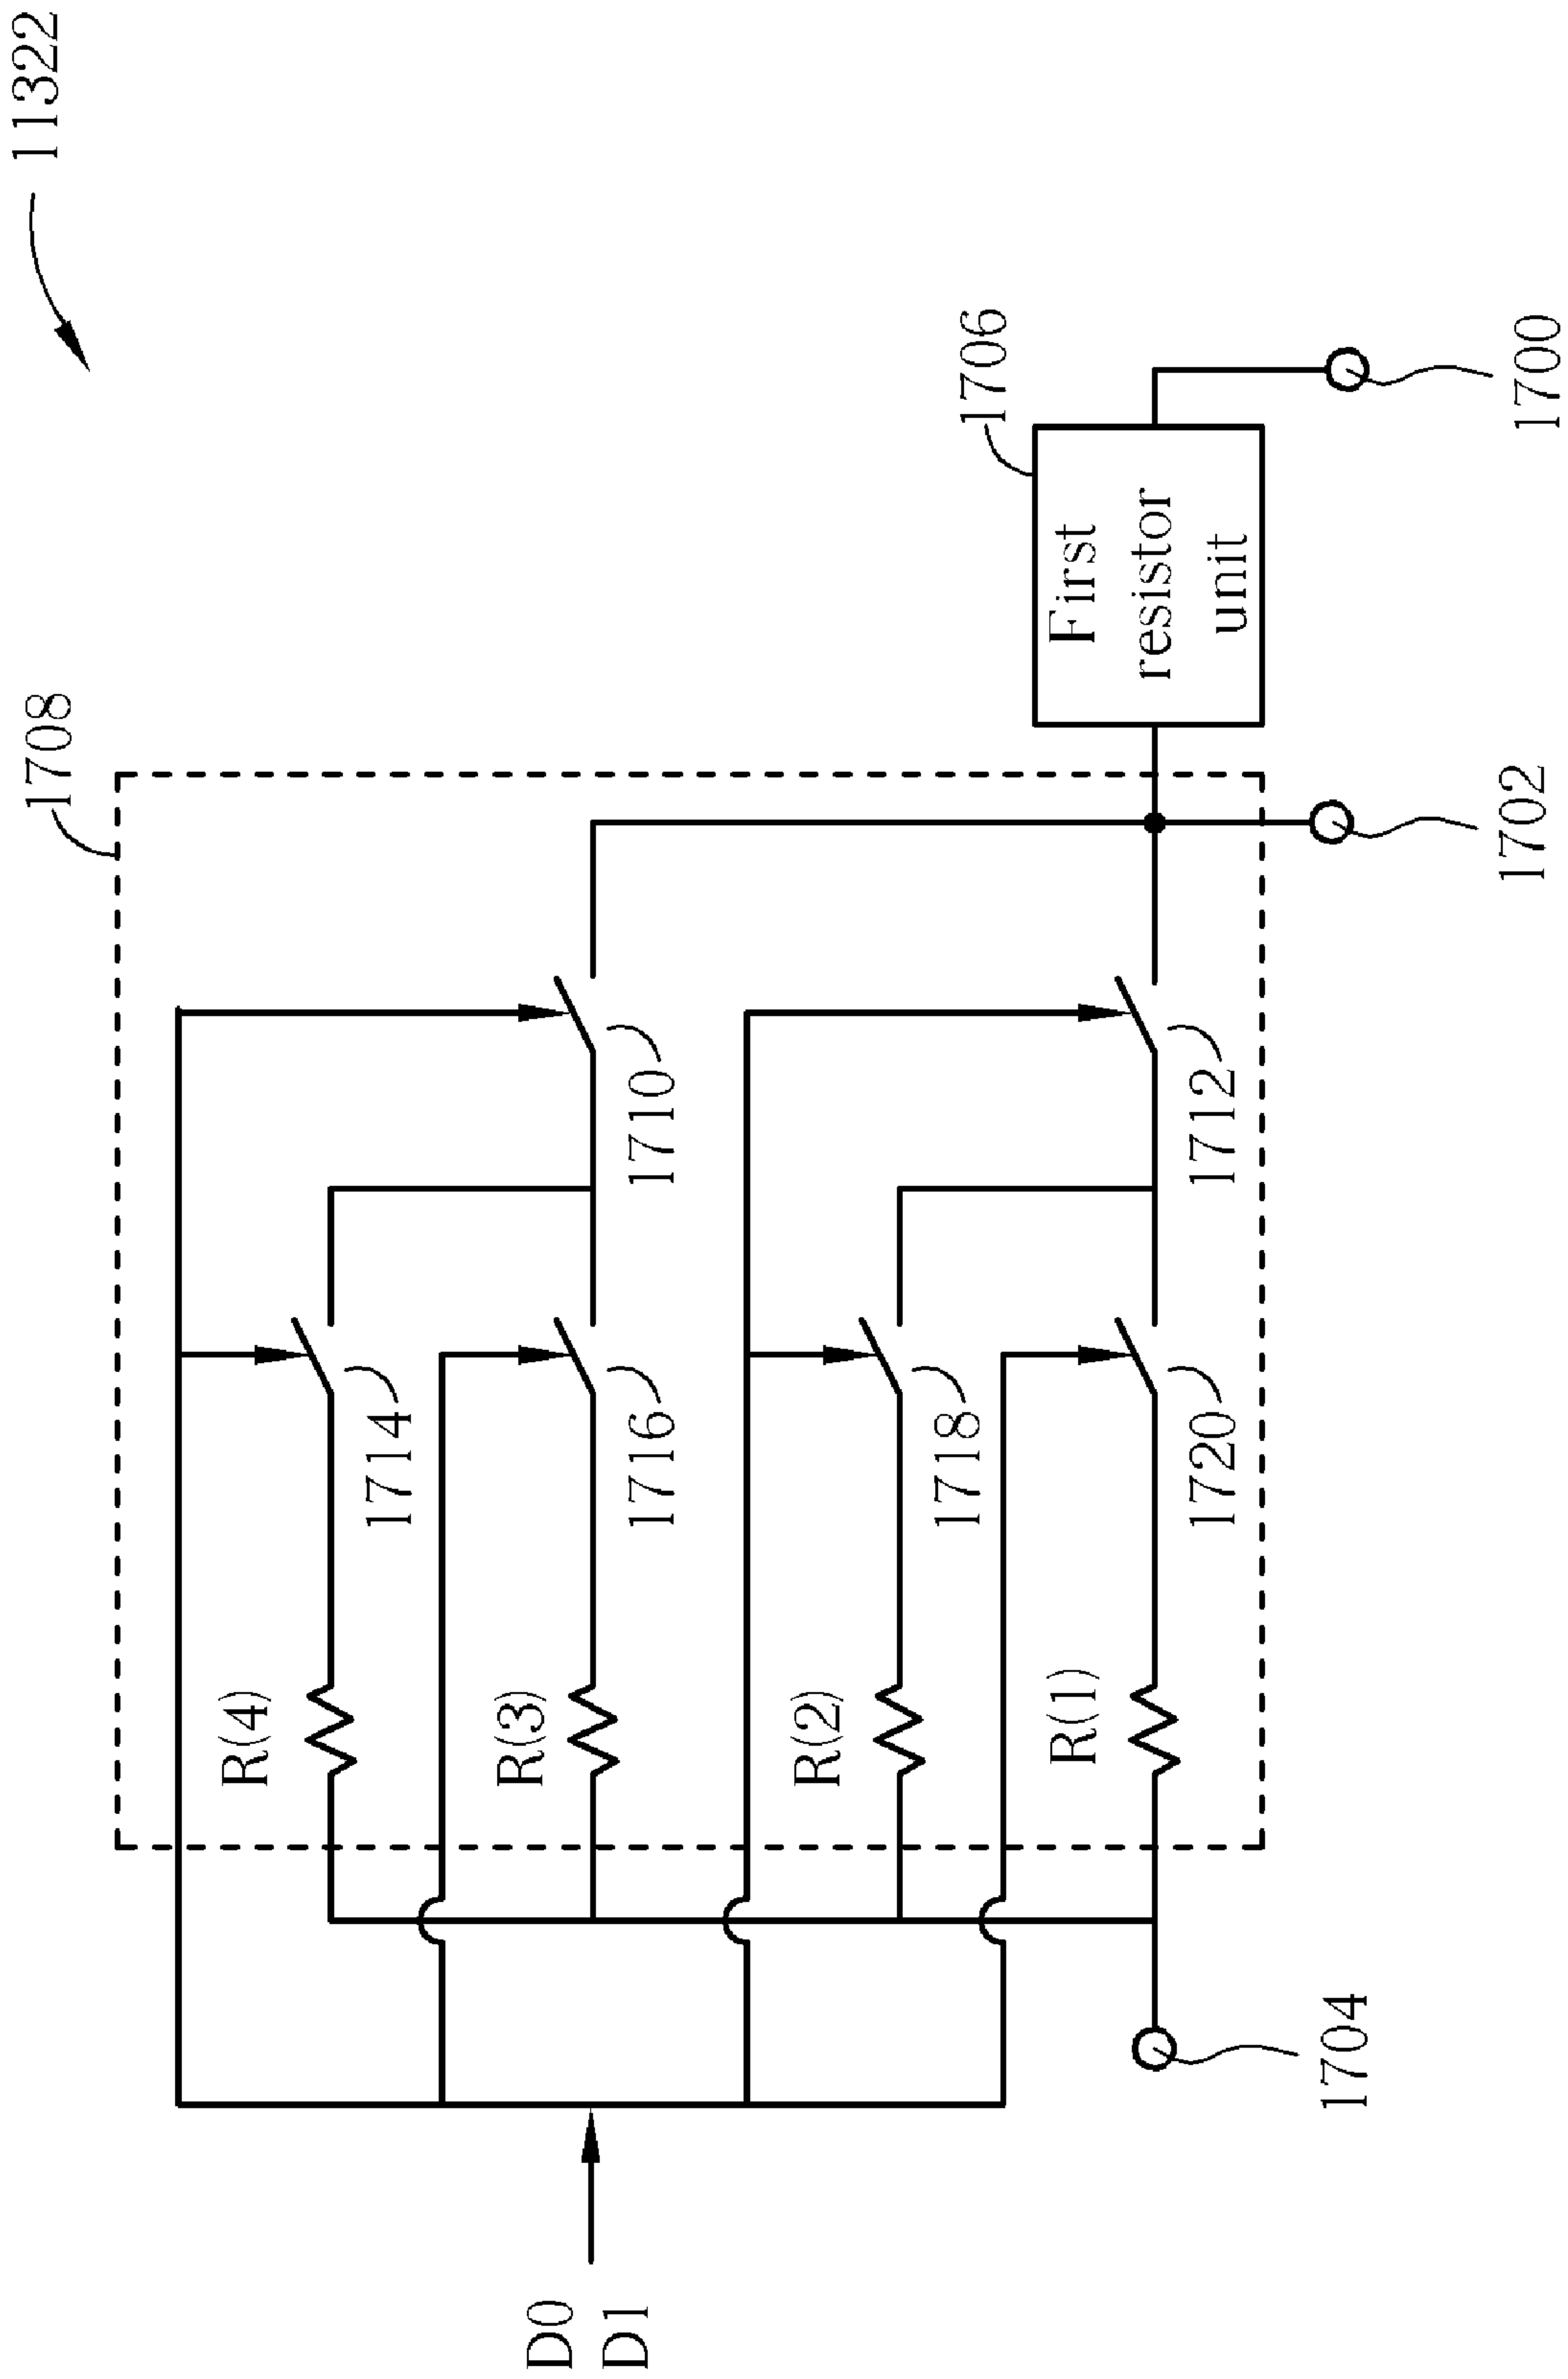 11322
1708
1706
First
resistor
unit
1700
1702
1710
1712
1714
1716
1718
1720
R(4)
R(3)
R(2)
R(1)
1704
D0
D1